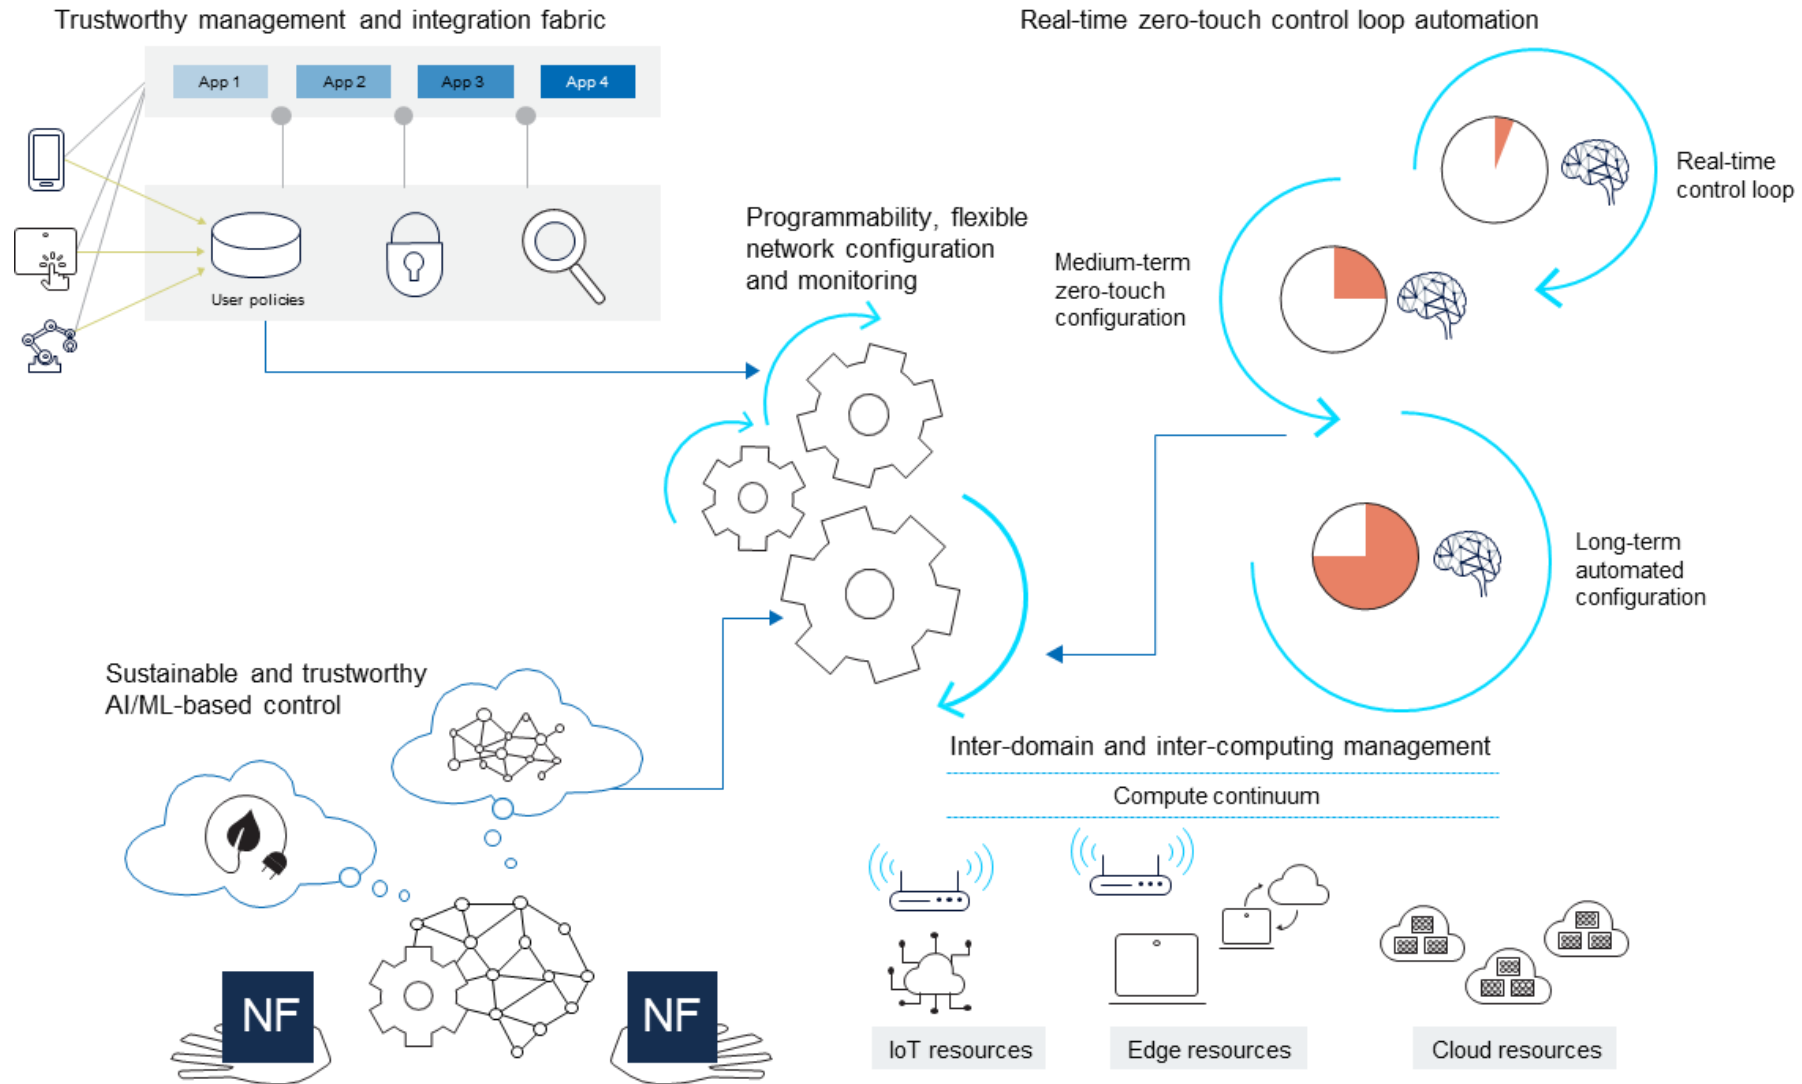 Trustworthy management and integration fabric
App 1
App 2
App 3
App 4
User policies
Real-time zero-touch control loop automation
Real-time
control loop
Medium-term
zero-touch
configuration
Long-term
automated
configuration
Programmability, flexible
network configuration
and monitoring
Sustainable and trustworthy
AI/ML-based control
NF
NF
Inter-domain and inter-computing management
Compute continuum
IoT resources
Edge resources
Cloud resources